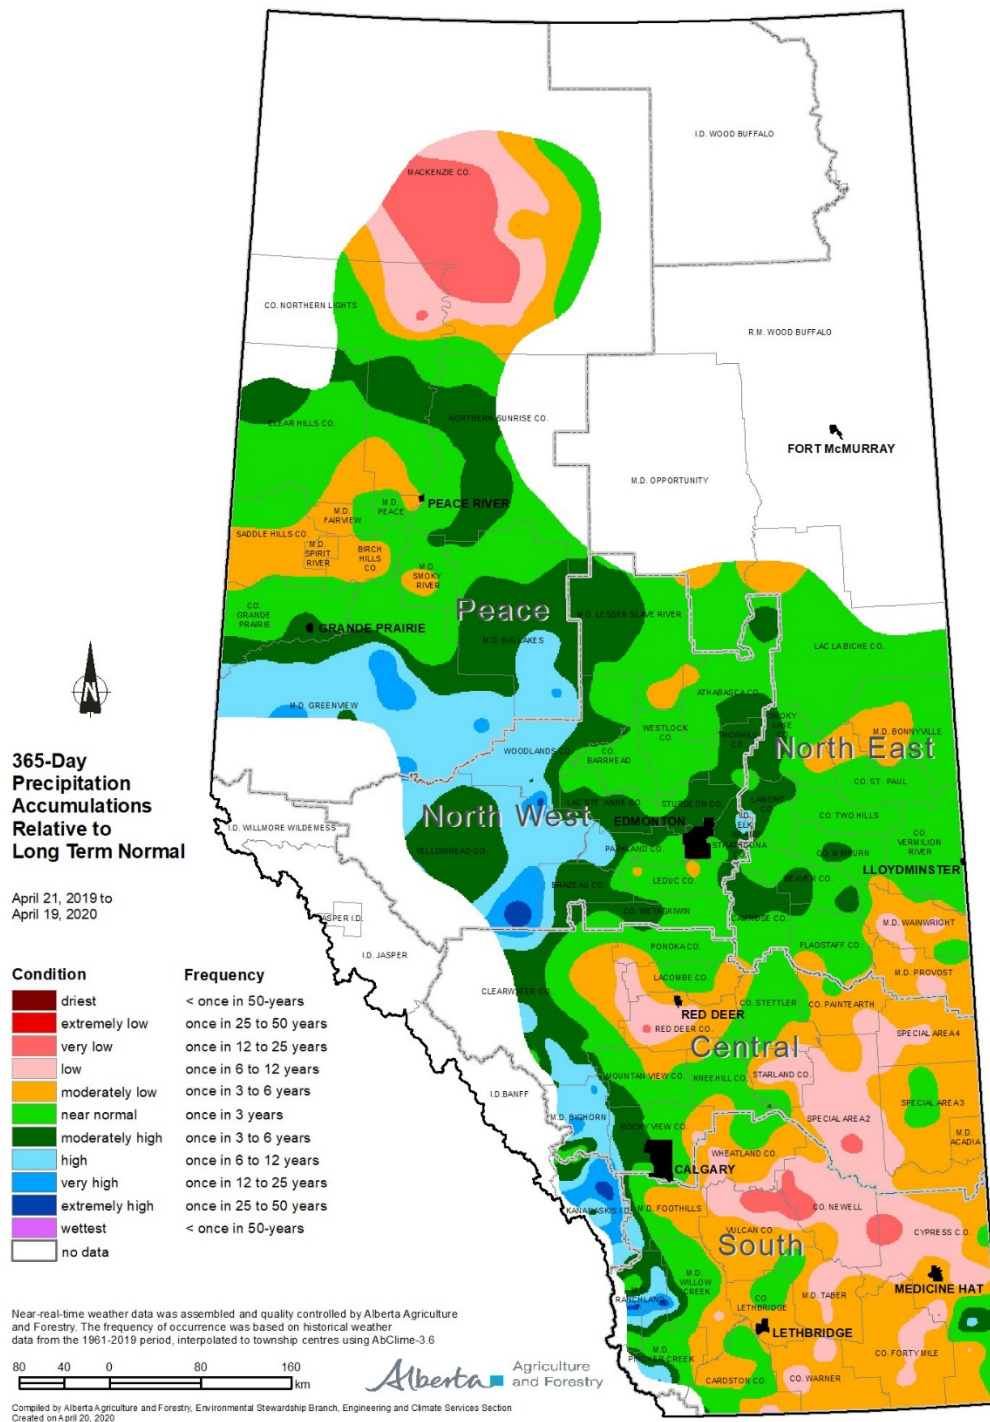 I.D. WOOD BUFFALO
MACKENZIE CO.
CO. NORTHERN LIGHTS
R.M. WOOD BUFFALO
CLEAR HILLS CO.
NORTHERN SUNRISE CO.
FORT McMURRAY
M.D. OPPORTUNITY
PEACE RIVER
M.D.
PEACE
M.D.
FAIRVIEW
SADDLE HILLS CO.
M.D.
SPIRIT
RIVER
BIRCH
HILLS
CO.
M.D.
SMOKY
RIVER
CO.
GRANDE
PRAIRIE
GRANDE PRAIRIE
Peace
M.D. LESSER SLAVE RIVER
M.D. BIG LAKES
LAC LA BICHE CO.
N
M.D. GREENVIEW
ATHABASCA CO.
WESTLOCK
CO.
SMOKY
LAKE
THORHILD
CO.
M.D. BONNYVILLE
North East
WOODLANDS CO.
CO.
BARRHEAD
CO. ST. PAUL
365-Day
Precipitation
Accumulations
Relative to
Long Term Normal
LAC STE. ANNE CO.
STURGEON CO.
LAMONT
CO.
North West
EDMONTON
I.D.
ELK
ISLAND
STRATHCONA
CO. TWO HILLS
I.D. WILLMORE WILDERNESS
YELLOWHEAD CO.
PARKLAND CO.
CO. MINBURN
CO.
VERMILION
RIVER
LLOYDMINSTER
LEDUC CO.
BEAVER CO.
BRAZEAU CO.
April 21, 2019 to
April 19, 2020
CO. WETASKIWIN
CAMROSE CO.
M.D. WAINWRIGHT
JASPER I.D.
I.D. JASPER
PONOKA CO.
FLAGSTAFF CO.
Condition Frequency
driest < once in 50-years
extremely low once in 25 to 50 years
very low once in 12 to 25 years
low once in 6 to 12 years
moderately low once in 3 to 6 years
near normal once in 3 years
moderately high once in 3 to 6 years
high once in 6 to 12 years
very high once in 12 to 25 years
extremely high once in 25 to 50 years
wettest < once in 50-years
no data
LACOMBE CO.
M.D. PROVOST
CLEARWATER CO.
CO. STETTLER
CO. PAINTEARTH
RED DEER
RED DEER CO.
SPECIAL AREA 4
Central
MOUNTAIN VIEW CO.
KNEEHILL CO.
STARLAND CO.
I.D. BANFF
SPECIAL AREA 3
M.D. BIGHORN
SPECIAL AREA 2
ROCKY VIEW CO.
M.D.
ACADIA
WHEATLAND CO.
CALGARY
KANANASKIS I.D.
M.D. FOOTHILLS
CO. NEWELL
VULCAN CO.
CYPRESS CO.
South
M.D.
WILLOW
CREEK
MEDICINE HAT
M.D.
RANCHLAND
M.D. TABER
CO.
LETHBRIDGE
LETHBRIDGE
M.D.
PINCHER CREEK
CO. FORTY MILE
CARDSTON CO.
CO. WARNER
Near-real-time weather data was assembled and quality controlled by Alberta Agriculture
and Forestry. The frequency of occurrence was based on historical weather
data from the 1961-2019 period, interpolated to township centres using AbClime-3.6
80 40 0 80 160
km
Alberta Agriculture
and Forestry
Compiled by Alberta Agriculture and Forestry, Environmental Stewardship Branch, Engineering and Climate Services Section
Created on April 20, 2020